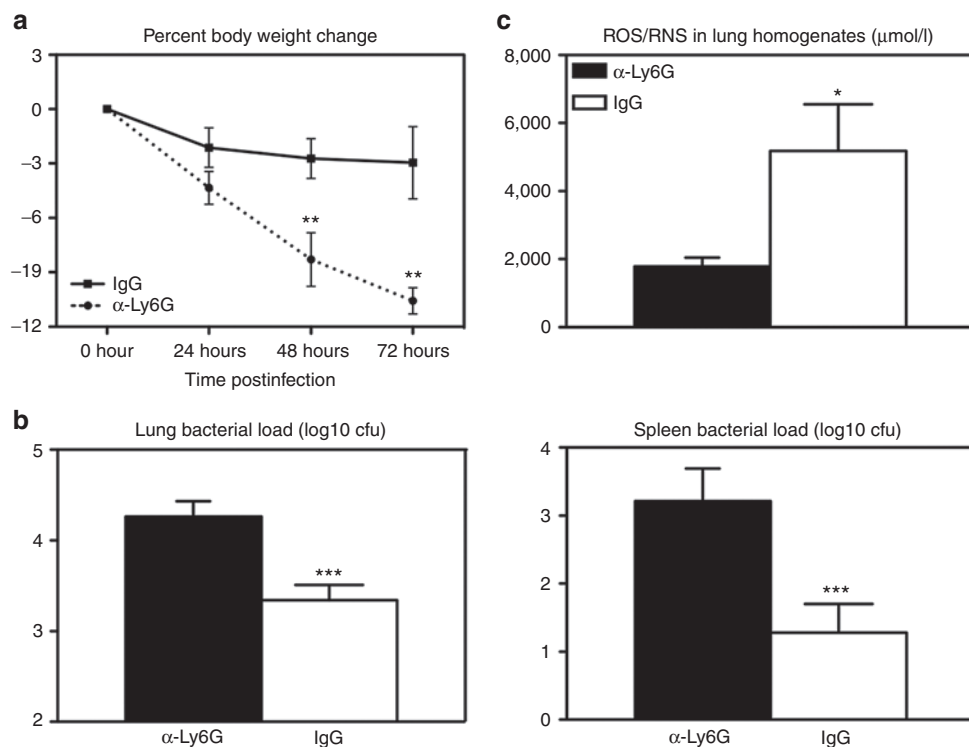 a
Percent body weight change
3
0
−3
−6
−19
−12
**
**
IgG
α-Ly6G
0 hour 24 hours 48 hours 72 hours
Time postinfection
c
ROS/RNS in lung homogenates (μmol/l)
8,000
6,000
4,000
2,000
0
α-Ly6G
IgG
*
b
Lung bacterial load (log10 cfu)
5
4
3
2
***
α-Ly6G IgG
Spleen bacterial load (log10 cfu)
4
3
2
1
0
***
α-Ly6G IgG